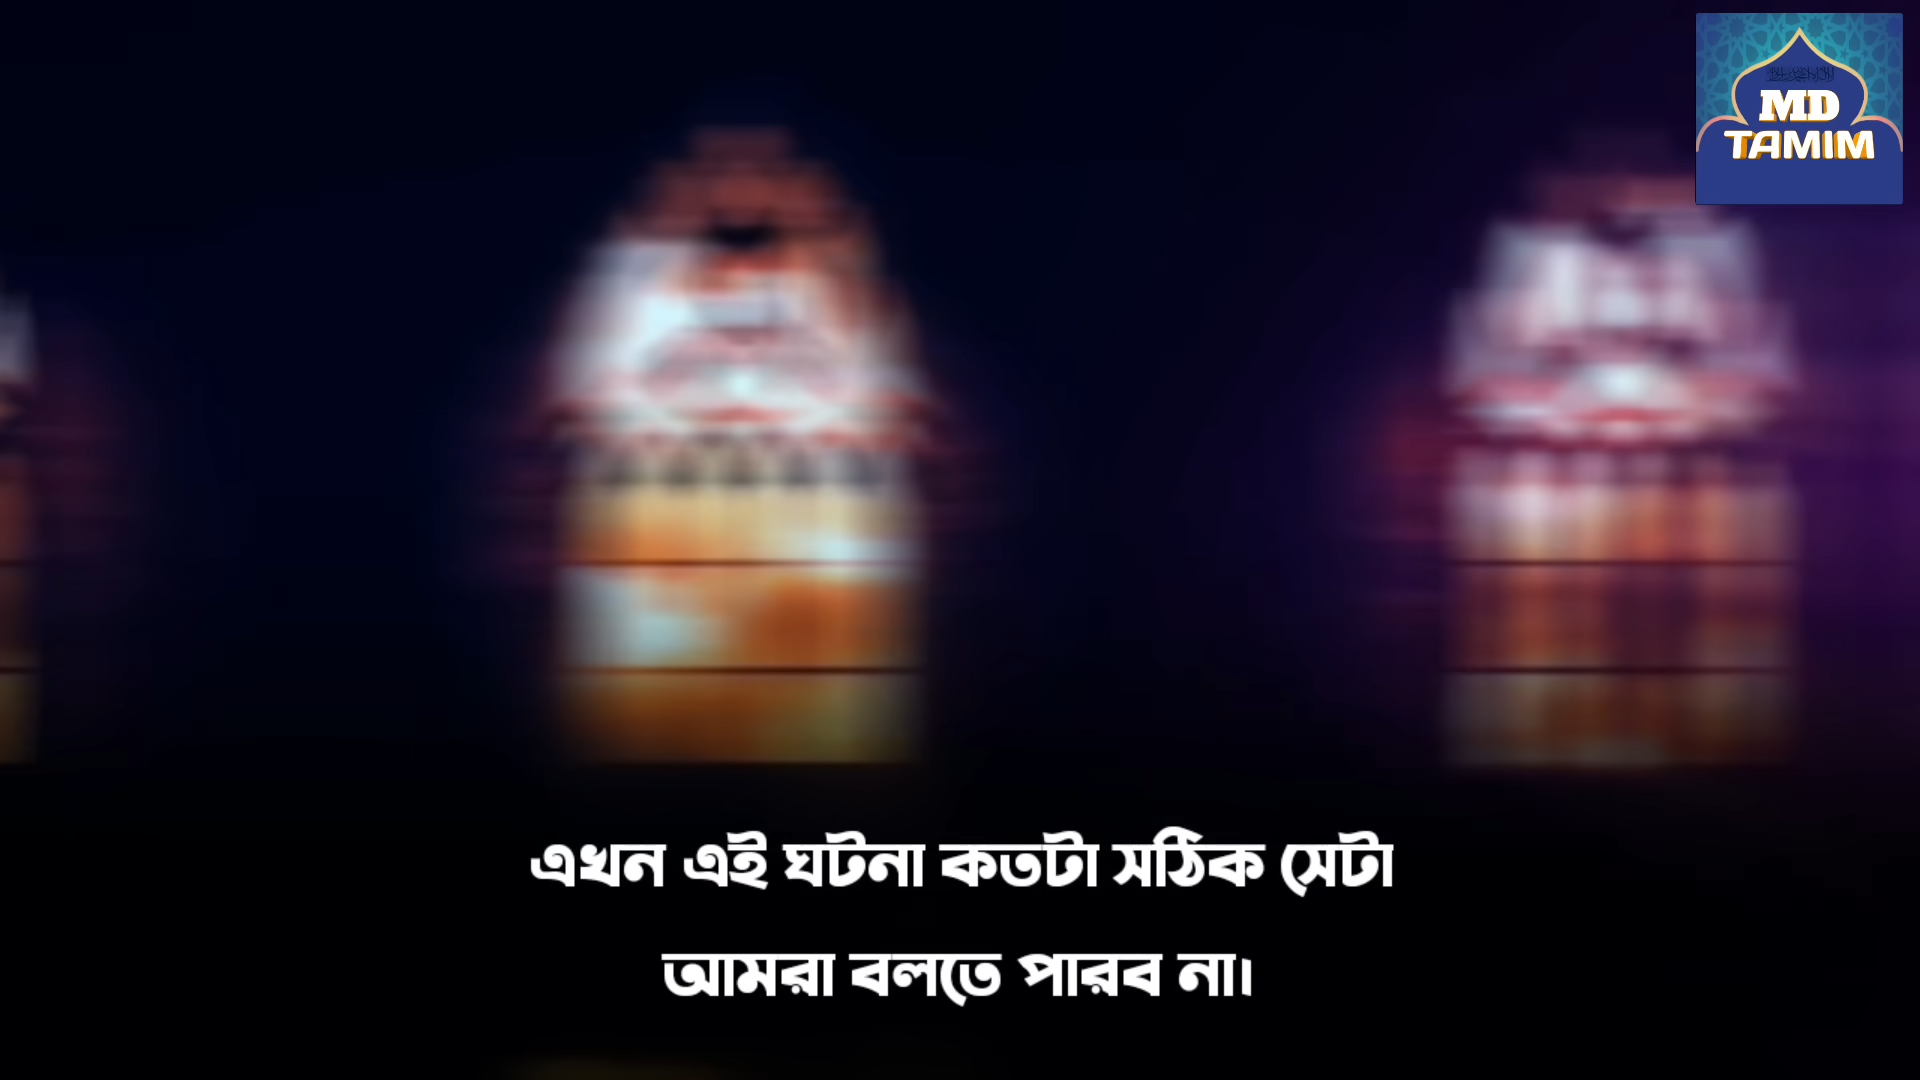 MD
TAMIM
এখন এই ঘটনা কতটা সঠিক সেটা
আমরা বলতে পারব না।